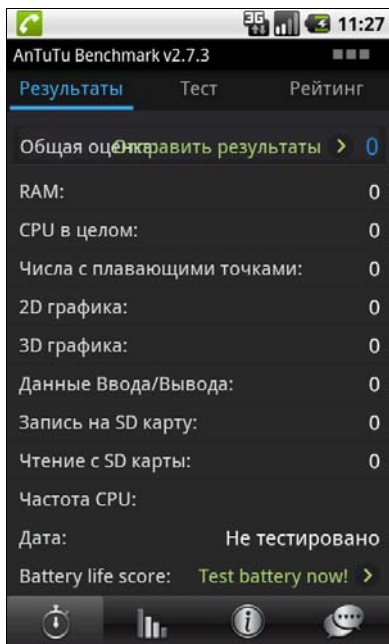 3G 11:27
AnTuTu Benchmark v2.7.3
Результаты Тест Рейтинг
Общая оценка: Отправить результаты > 0
RAM: 0
CPU в целом: 0
Числа с плавающими точками: 0
2D графика: 0
3D графика: 0
Данные Ввода/Вывода: 0
Запись на SD карту: 0
Чтение с SD карты: 0
Частота CPU:
Дата: Не тестировано
Battery life score: Test battery now! >